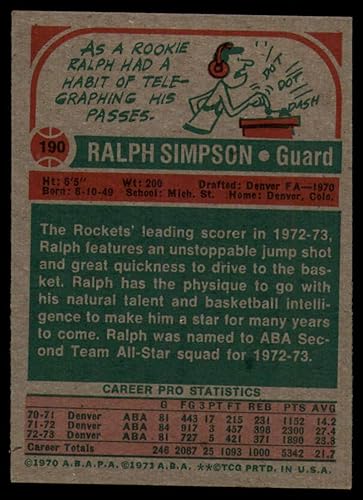 AS A ROOKIE
RALPH HAD A
HABIT OF TELE-
GRAPHING HIS
PASSES.
DOT
DOT
DASH
190
RALPH SIMPSON • Guard
Ht: 6'5" Wt: 200 Drafted: Denver FA—1970
Born: 8-10-49 School: Mich. St. Home: Denver, Colo.
The Rockets' leading scorer in 1972-73,
Ralph features an unstoppable jump shot
and great quickness to drive to the bas-
ket. Ralph has the physique to go with
his natural talent and basketball intelli-
gence to make him a star for many years
to come. Ralph was named to ABA Sec-
ond Team All-Star squad for 1972-73.
CAREER PRO STATISTICS
G FG 3 PT FT REB PTS AVG
70-71 Denver ABA 81 443 13 215 231 1152 14.2
71-72 Denver ABA 84 917 3 457 398 2300 27.4
72-73 Denver ABA 81 727 5 421 371 1890 23.3
Career Totals 246 2087 25 1093 1000 5342 21.7
©1970 A.B.A.P.A. ©1973 A.B.A. **©TCG PRTD. IN U.S.A.